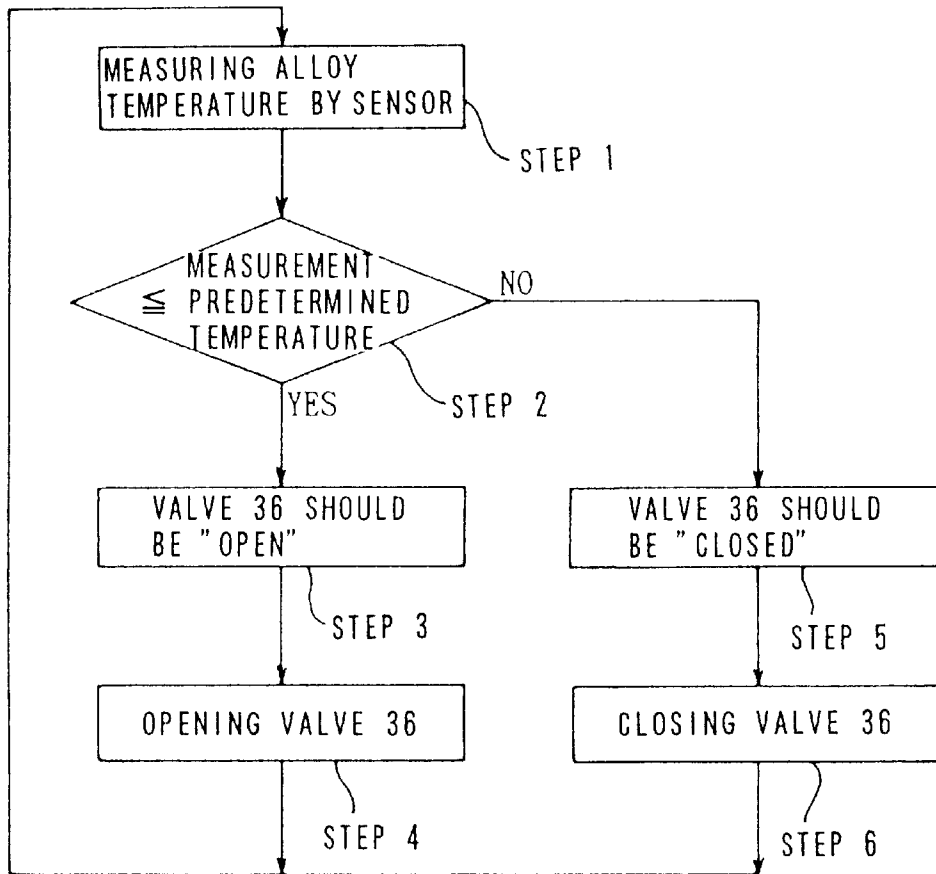 MEASURING ALLOY
TEMPERATURE BY SENSOR
STEP 1
MEASUREMENT
≦ PREDETERMINED
TEMPERATURE
NO
YES
STEP 2
VALVE 36 SHOULD
BE "OPEN"
VALVE 36 SHOULD
BE "CLOSED"
STEP 3
STEP 5
OPENING VALVE 36
CLOSING VALVE 36
STEP 4
STEP 6